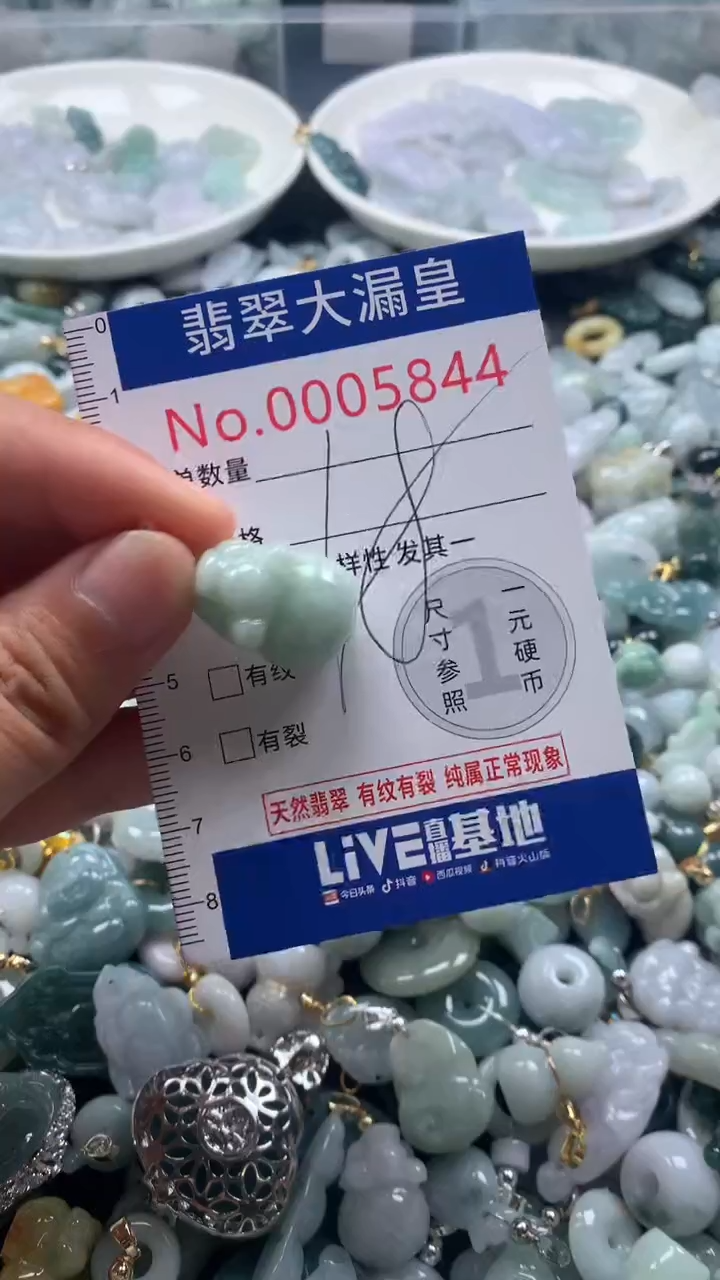 翡翠大漏皇
No.0005844
单数量
格
18
样性 发其一
尺寸参照
一元硬币
1
有纹
有裂
天然翡翠 有纹有裂 纯属正常现象
LiVE直播基地
今日头条 抖音 西瓜视频 抖音火山版
0
1
5
6
7
8